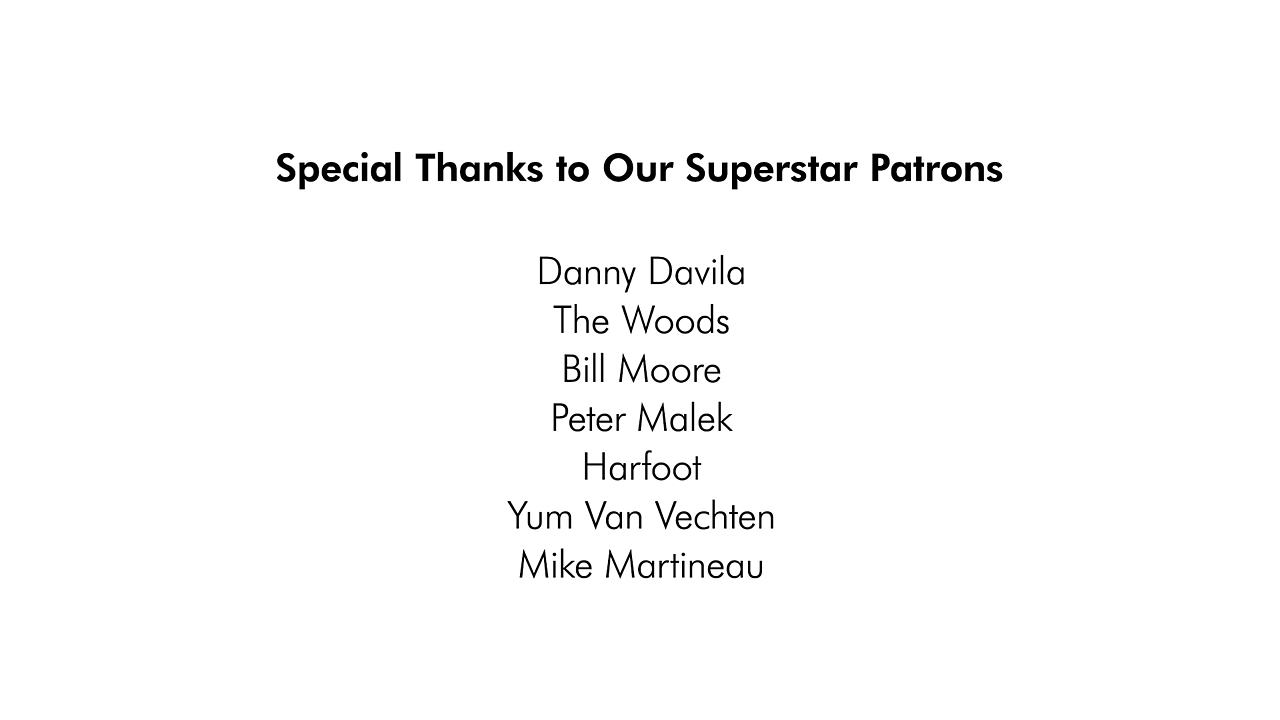 Special Thanks to Our Superstar Patrons
Danny Davila
The Woods
Bill Moore
Peter Malek
Harfoot
Yum Van Vechten
Mike Martineau